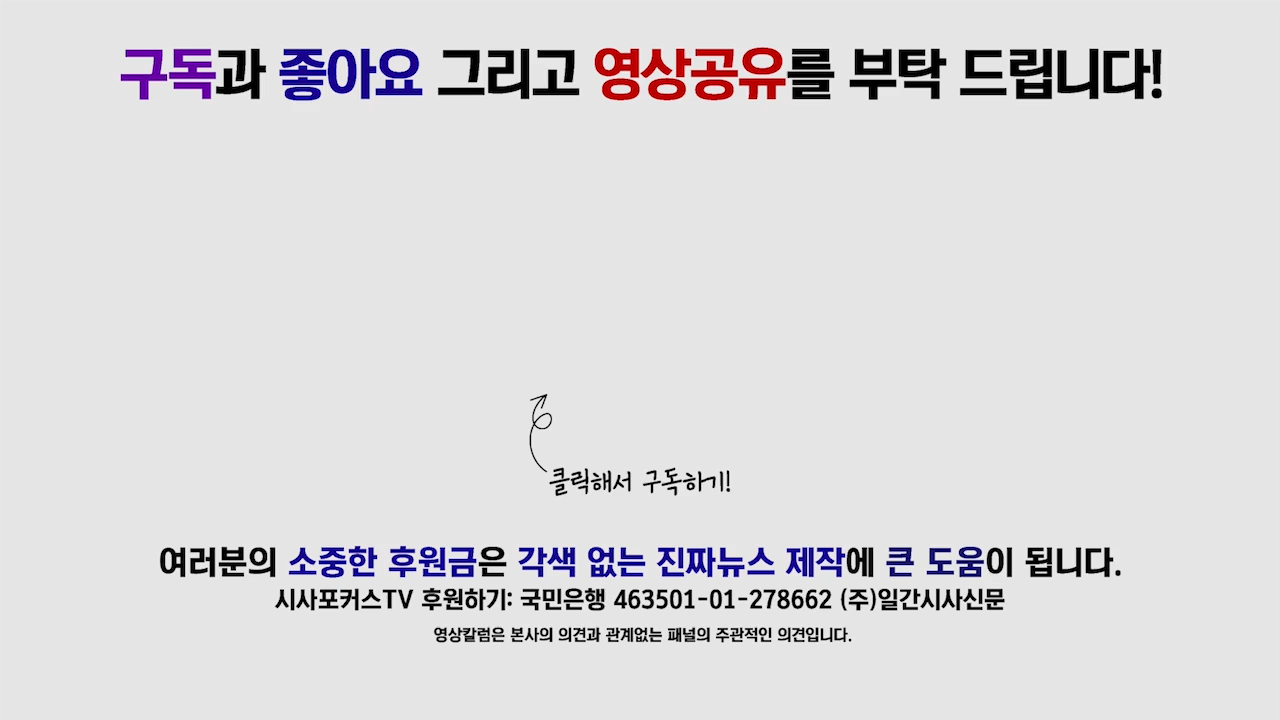 구독과 좋아요 그리고 영상공유를 부탁 드립니다!
클릭해서 구독하기!
여러분의 소중한 후원금은 각색 없는 진짜뉴스 제작에 큰 도움이 됩니다.
시사포커스TV 후원하기: 국민은행 463501-01-278662 (주)일간시사신문
영상칼럼은 본사의 의견과 관계없는 패널의 주관적인 의견입니다.